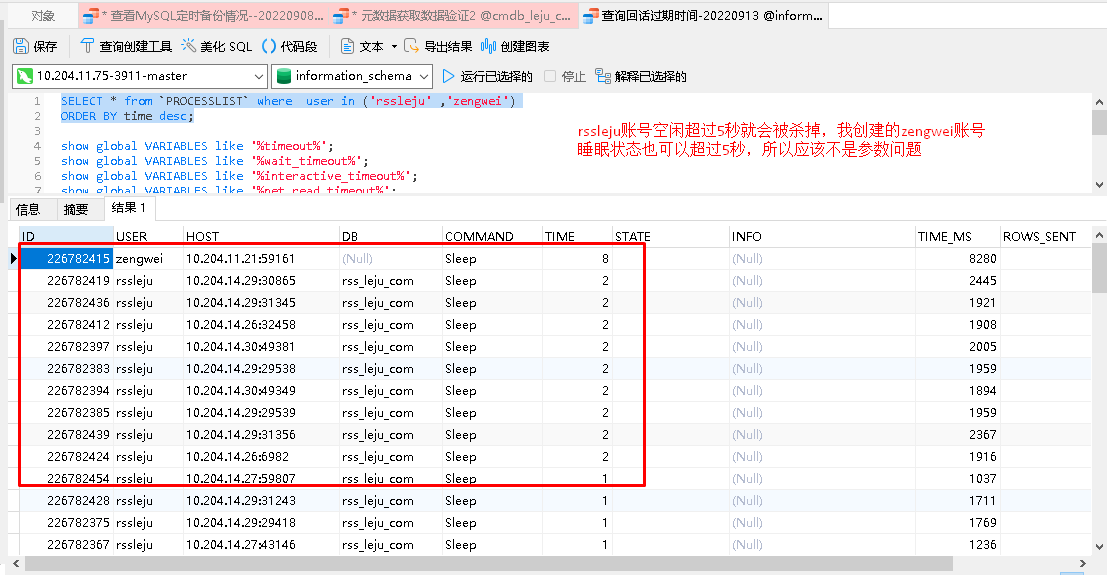 对象 * 查看MySQL定时备份情况--20220908... * 元数据获取数据验证2 @cmdb_leju_c... 查询回话过期时间-20220913 @inform...
保存 查询创建工具 美化 SQL () 代码段 文本 导出结果 创建图表
10.204.11.75-3911-master information_schema 运行已选择的 停止 解释已选择的
1 SELECT * from `PROCESSLIST` where user in ('rssleju' ,'zengwei')
2 ORDER BY time desc;
3
4 show global VARIABLES like '%timeout%';
5 show global VARIABLES like '%wait_timeout%';
6 show global VARIABLES like '%interactive_timeout%';
7 show global VARIABLES like '%net_read_timeout%';
rssleju账号空闲超过5秒就会被杀掉，我创建的zengwei账号
睡眠状态也可以超过5秒，所以应该不是参数问题
信息 摘要 结果 1
ID USER HOST DB COMMAND TIME STATE INFO TIME_MS ROWS_SENT
226782415 zengwei 10.204.11.21:59161 (Null) Sleep 8 (Null) 8280
226782419 rssleju 10.204.14.29:30865 rss_leju_com Sleep 2 (Null) 2445
226782436 rssleju 10.204.14.29:31345 rss_leju_com Sleep 2 (Null) 1921
226782412 rssleju 10.204.14.26:32458 rss_leju_com Sleep 2 (Null) 1908
226782397 rssleju 10.204.14.30:49381 rss_leju_com Sleep 2 (Null) 2005
226782383 rssleju 10.204.14.29:29538 rss_leju_com Sleep 2 (Null) 1959
226782394 rssleju 10.204.14.30:49349 rss_leju_com Sleep 2 (Null) 1894
226782385 rssleju 10.204.14.29:29539 rss_leju_com Sleep 2 (Null) 1959
226782439 rssleju 10.204.14.29:31356 rss_leju_com Sleep 2 (Null) 2367
226782424 rssleju 10.204.14.26:6982 rss_leju_com Sleep 2 (Null) 1916
226782454 rssleju 10.204.14.27:59807 rss_leju_com Sleep 1 (Null) 1037
226782428 rssleju 10.204.14.29:31243 rss_leju_com Sleep 1 (Null) 1711
226782375 rssleju 10.204.14.29:29418 rss_leju_com Sleep 1 (Null) 1769
226782367 rssleju 10.204.14.27:43146 rss_leju_com Sleep 1 (Null) 1236